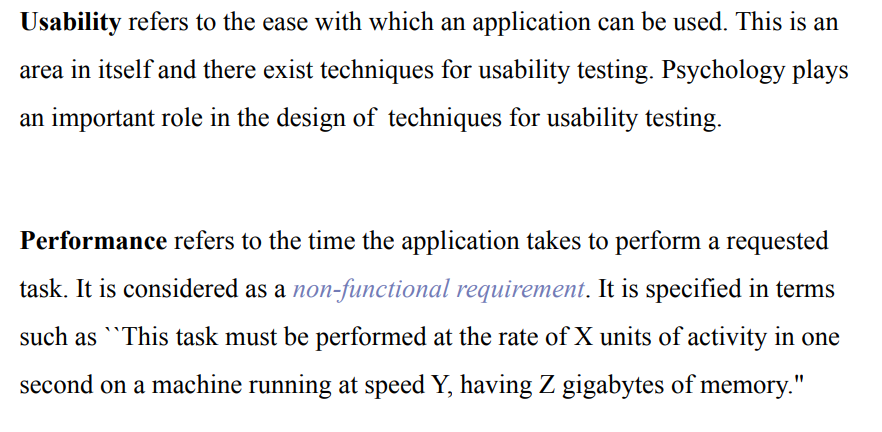 Usability refers to the ease with which an application can be used. This is an
area in itself and there exist techniques for usability testing. Psychology plays
an important role in the design of techniques for usability testing.
Performance refers to the time the application takes to perform a requested
task. It is considered as a non-functional requirement. It is specified in terms
such as ``This task must be performed at the rate of X units of activity in one
second on a machine running at speed Y, having Z gigabytes of memory."